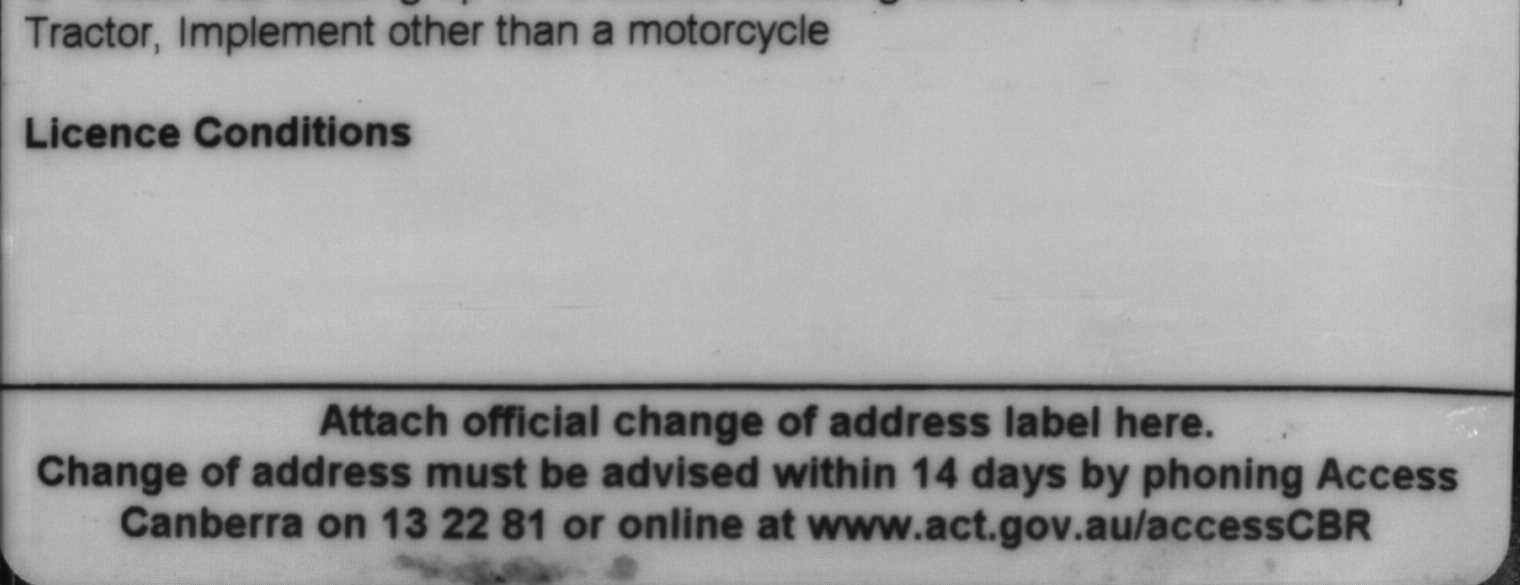 Tractor, Implement other than a motorcycle
Licence Conditions
Attach official change of address label here.
Change of address must be advised within 14 days by phoning Access
Canberra on 13 22 81 or online at www.act.gov.au/accessCBR